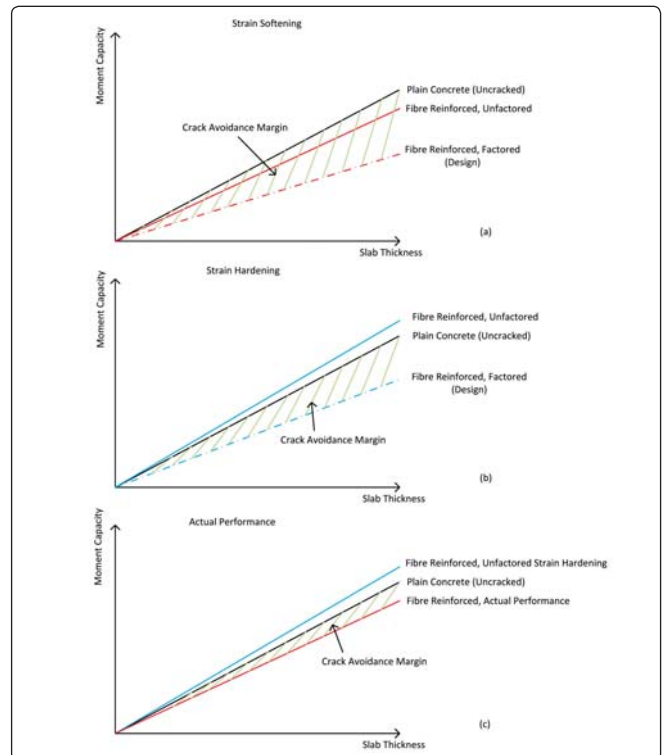 Strain Softening
Moment Capacity
Plain Concrete (Uncracked)
Fibre Reinforced, Unfactored
Crack Avoidance Margin
Fibre Reinforced, Factored
(Design)
(a)
Slab Thickness
Strain Hardening
Moment Capacity
Fibre Reinforced, Unfactored
Plain Concrete (Uncracked)
Fibre Reinforced, Factored
(Design)
Crack Avoidance Margin
(b)
Slab Thickness
Actual Performance
Moment Capacity
Fibre Reinforced, Unfactored Strain Hardening
Plain Concrete (Uncracked)
Fibre Reinforced, Actual Performance
Crack Avoidance Margin
(c)
Slab Thickness